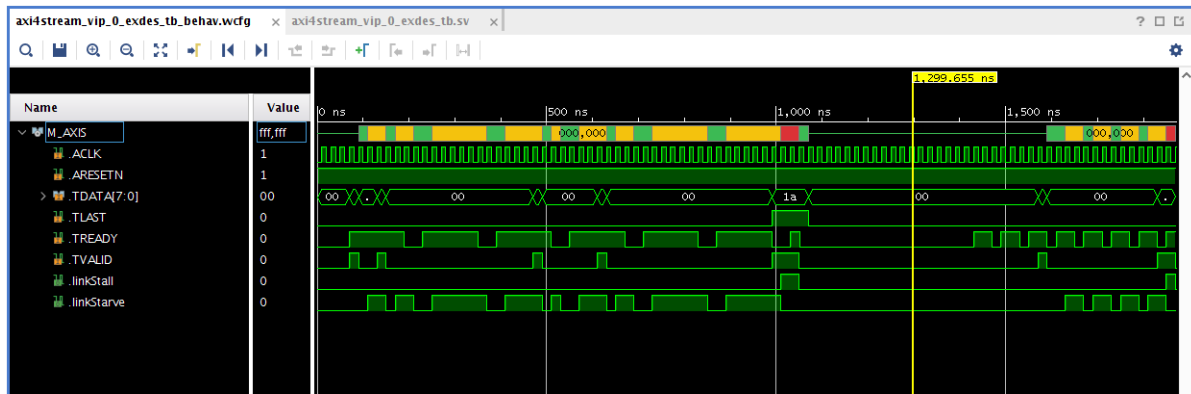 axi4stream_vip_0_exdes_tb_behav.wcfg × axi4stream_vip_0_exdes_tb.sv ×
1,299.655 ns
Name Value 0 ns 500 ns 1,000 ns 1,500 ns
M_AXIS fff,fff 000,000 000,000
.ACLK 1
.ARESETN 1
.TDATA[7:0] 00 00 . 00 00 00 1a 00 00 .
.TLAST 0
.TREADY 0
.TVALID 0
.linkStall 0
.linkStarve 0